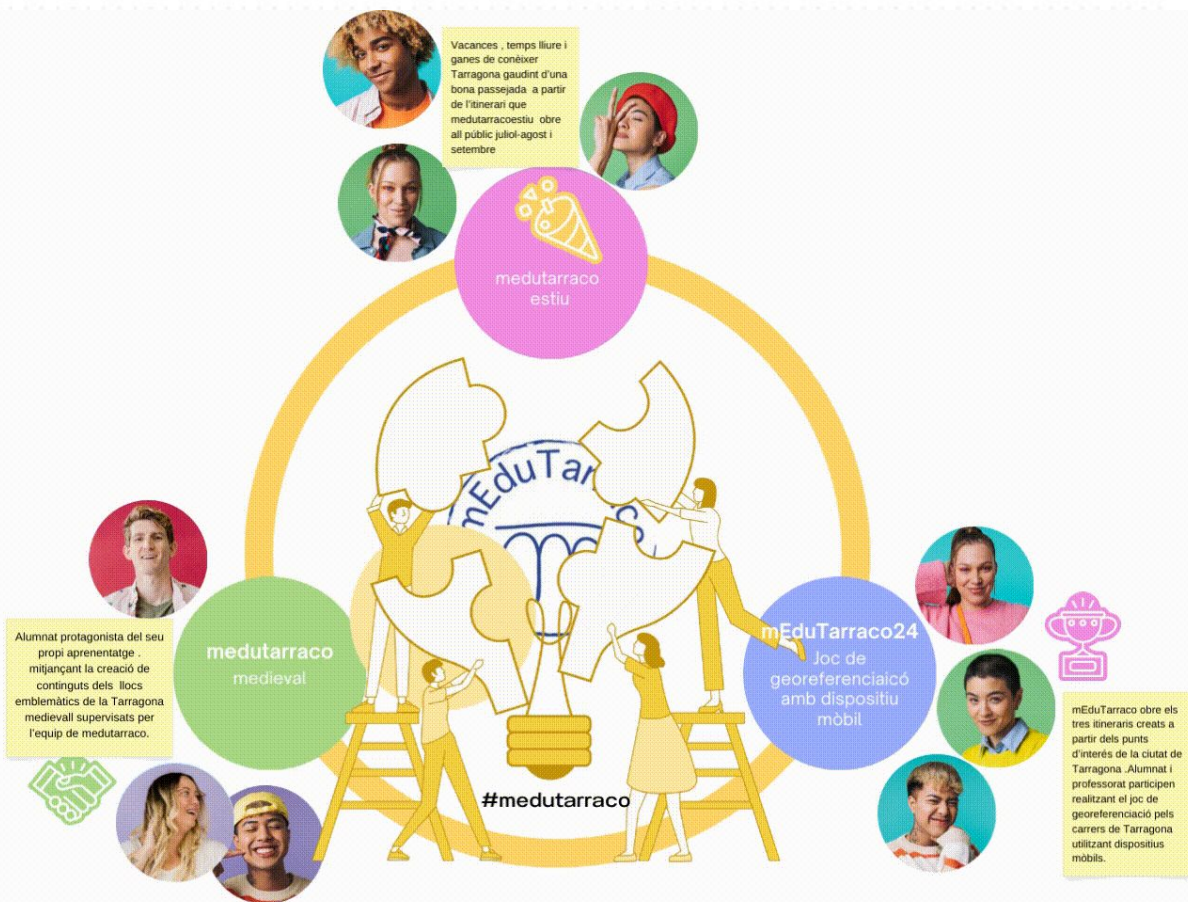 Vacances , temps lliure i
ganes de conèixer
Tarragona gaudint d'una
bona passejada a partir
de l'itinerari que
medutarracoestiu obre
all públic juliol-agost i
setembre
medutarraco
estiu
mEduTarraco
medutarraco
medieval
Alumnat protagonista del seu
propi aprenentatge .
mitjançant la creació de
continguts dels llocs
emblemàtics de la Tarragona
medievall supervisats per
l'equip de medutarraco.
mEduTarraco24
Joc de
georeferenciaicó
amb dispositiu
mòbil
mEduTarraco obre els
tres itineraris creats a
partir dels punts
d'interés de la ciutat de
Tarragona .Alumnat i
professorat participen
realitzant el joc de
georeferenciació pels
carrers de Tarragona
utilitzant dispositius
mòbils.
#medutarraco